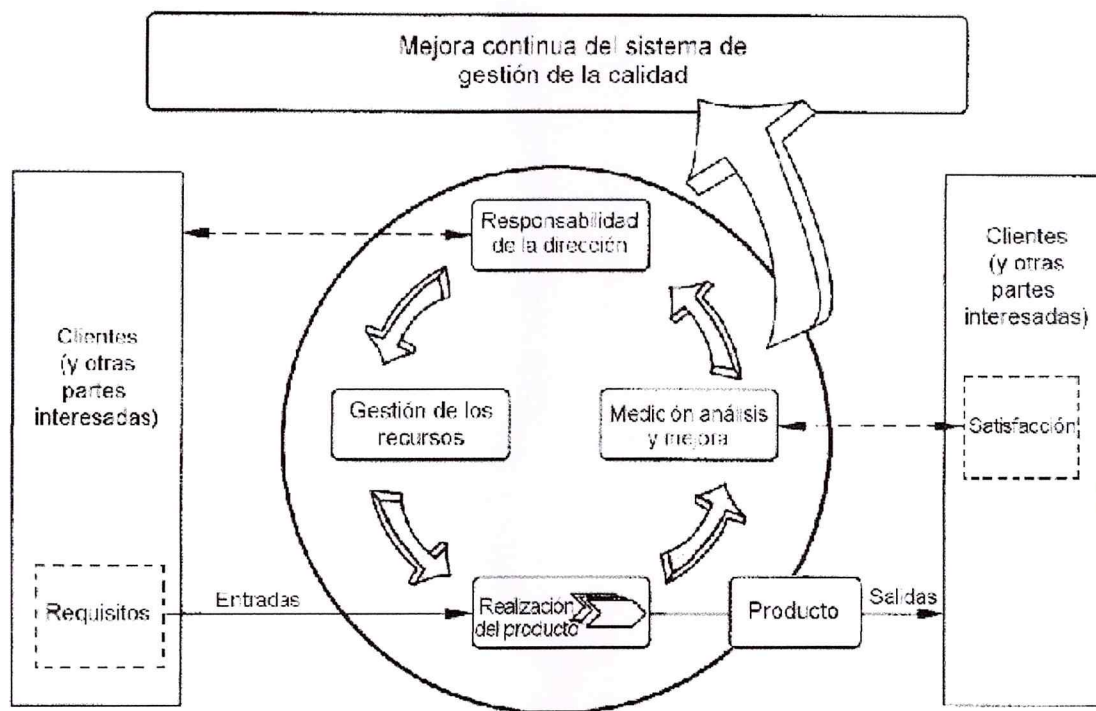 Mejora continua del sistema de
gestión de la calidad
Responsabilidad
de la dirección
Clientes
(y otras
partes
interesadas)
Clientes
(y otras
partes
interesadas)
Gestión de los
recursos
Medición análisis
y mejora
Satisfacción
Requisitos
Entradas
Realización
del producto
Producto
Salidas